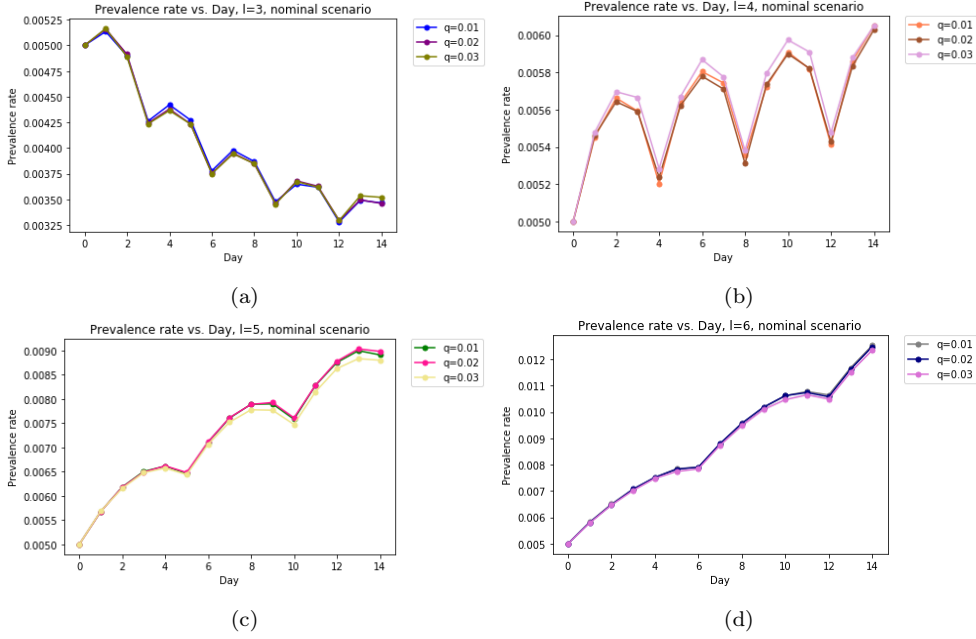 Prevalence rate vs. Day, l=3, nominal scenario
0.00525
0.00500
0.00475
0.00450
0.00425
0.00400
0.00375
0.00350
0.00325
Prevalence rate
0 2 4 6 8 10 12 14
Day
q=0.01
q=0.02
q=0.03
(a)
Prevalence rate vs. Day, l=4, nominal scenario
0.0060
0.0058
0.0056
0.0054
0.0052
0.0050
Prevalence rate
0 2 4 6 8 10 12 14
Day
q=0.01
q=0.02
q=0.03
(b)
Prevalence rate vs. Day, l=5, nominal scenario
0.0090
0.0085
0.0080
0.0075
0.0070
0.0065
0.0060
0.0055
0.0050
Prevalence rate
0 2 4 6 8 10 12 14
Day
q=0.01
q=0.02
q=0.03
(c)
Prevalence rate vs. Day, l=6, nominal scenario
0.012
0.011
0.010
0.009
0.008
0.007
0.006
0.005
Prevalence rate
0 2 4 6 8 10 12 14
Day
q=0.01
q=0.02
q=0.03
(d)